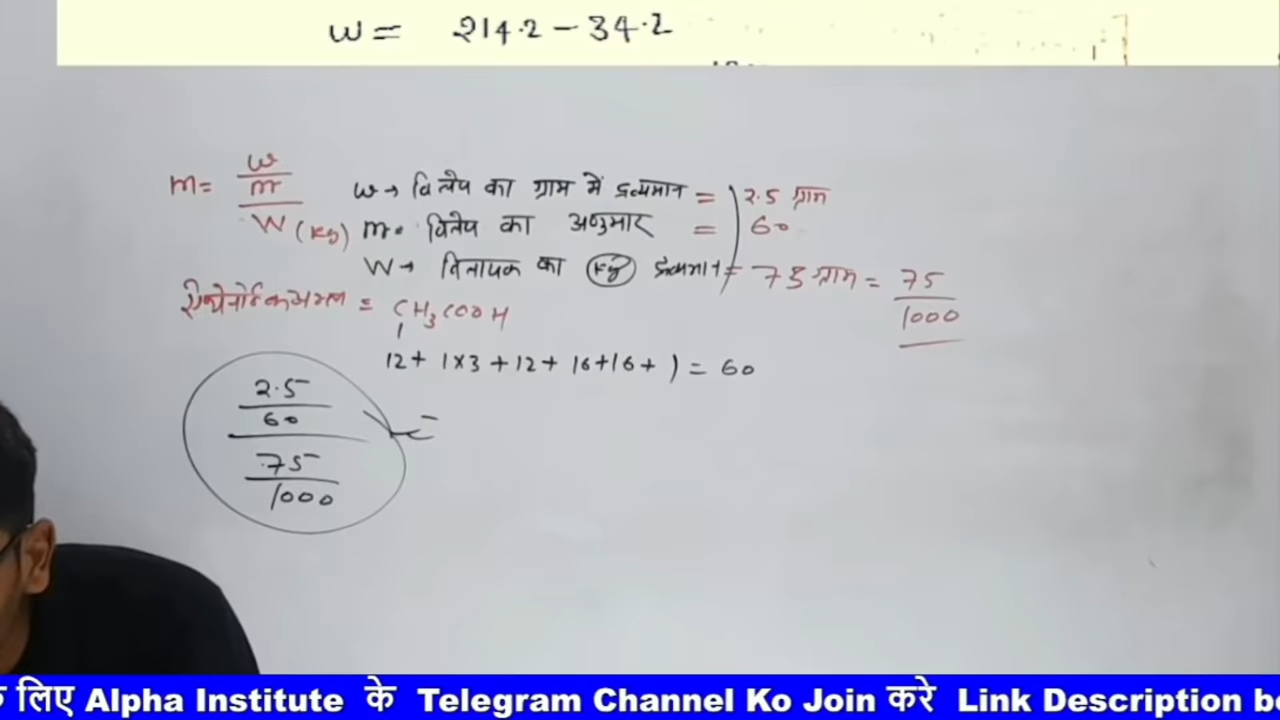 w = 214.2 - 34.2
m = w/m / W (kg)
w → विलेय का ग्राम में द्रव्यमान = 2.5 ग्राम
m → विलेय का अणुभार = 60
W → विलायक का (kg) द्रव्यमान = 75 ग्राम = 75/1000
= CH₃COOH
12 + 1×3 + 12 + 16+16 + 1 = 60
2.5
60
75
1000
=
के लिए Alpha Institute के Telegram Channel Ko Join करे Link Description